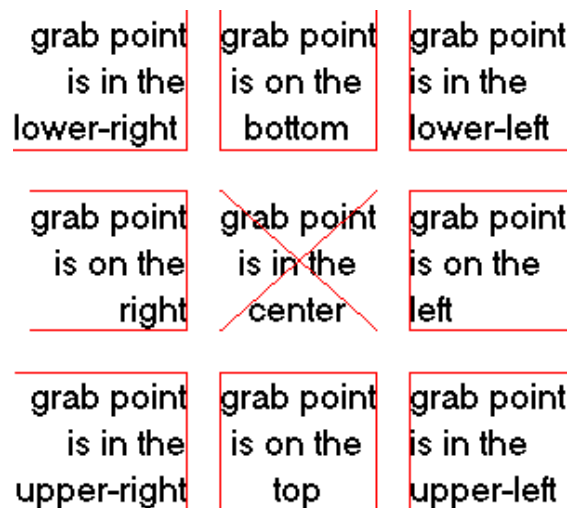 grab point
is in the
lower-right
grab point
is on the
bottom
grab point
is in the
lower-left
grab point
is on the
right
grab point
is in the
center
grab point
is on the
left
grab point
is in the
upper-right
grab point
is on the
top
grab point
is in the
upper-left